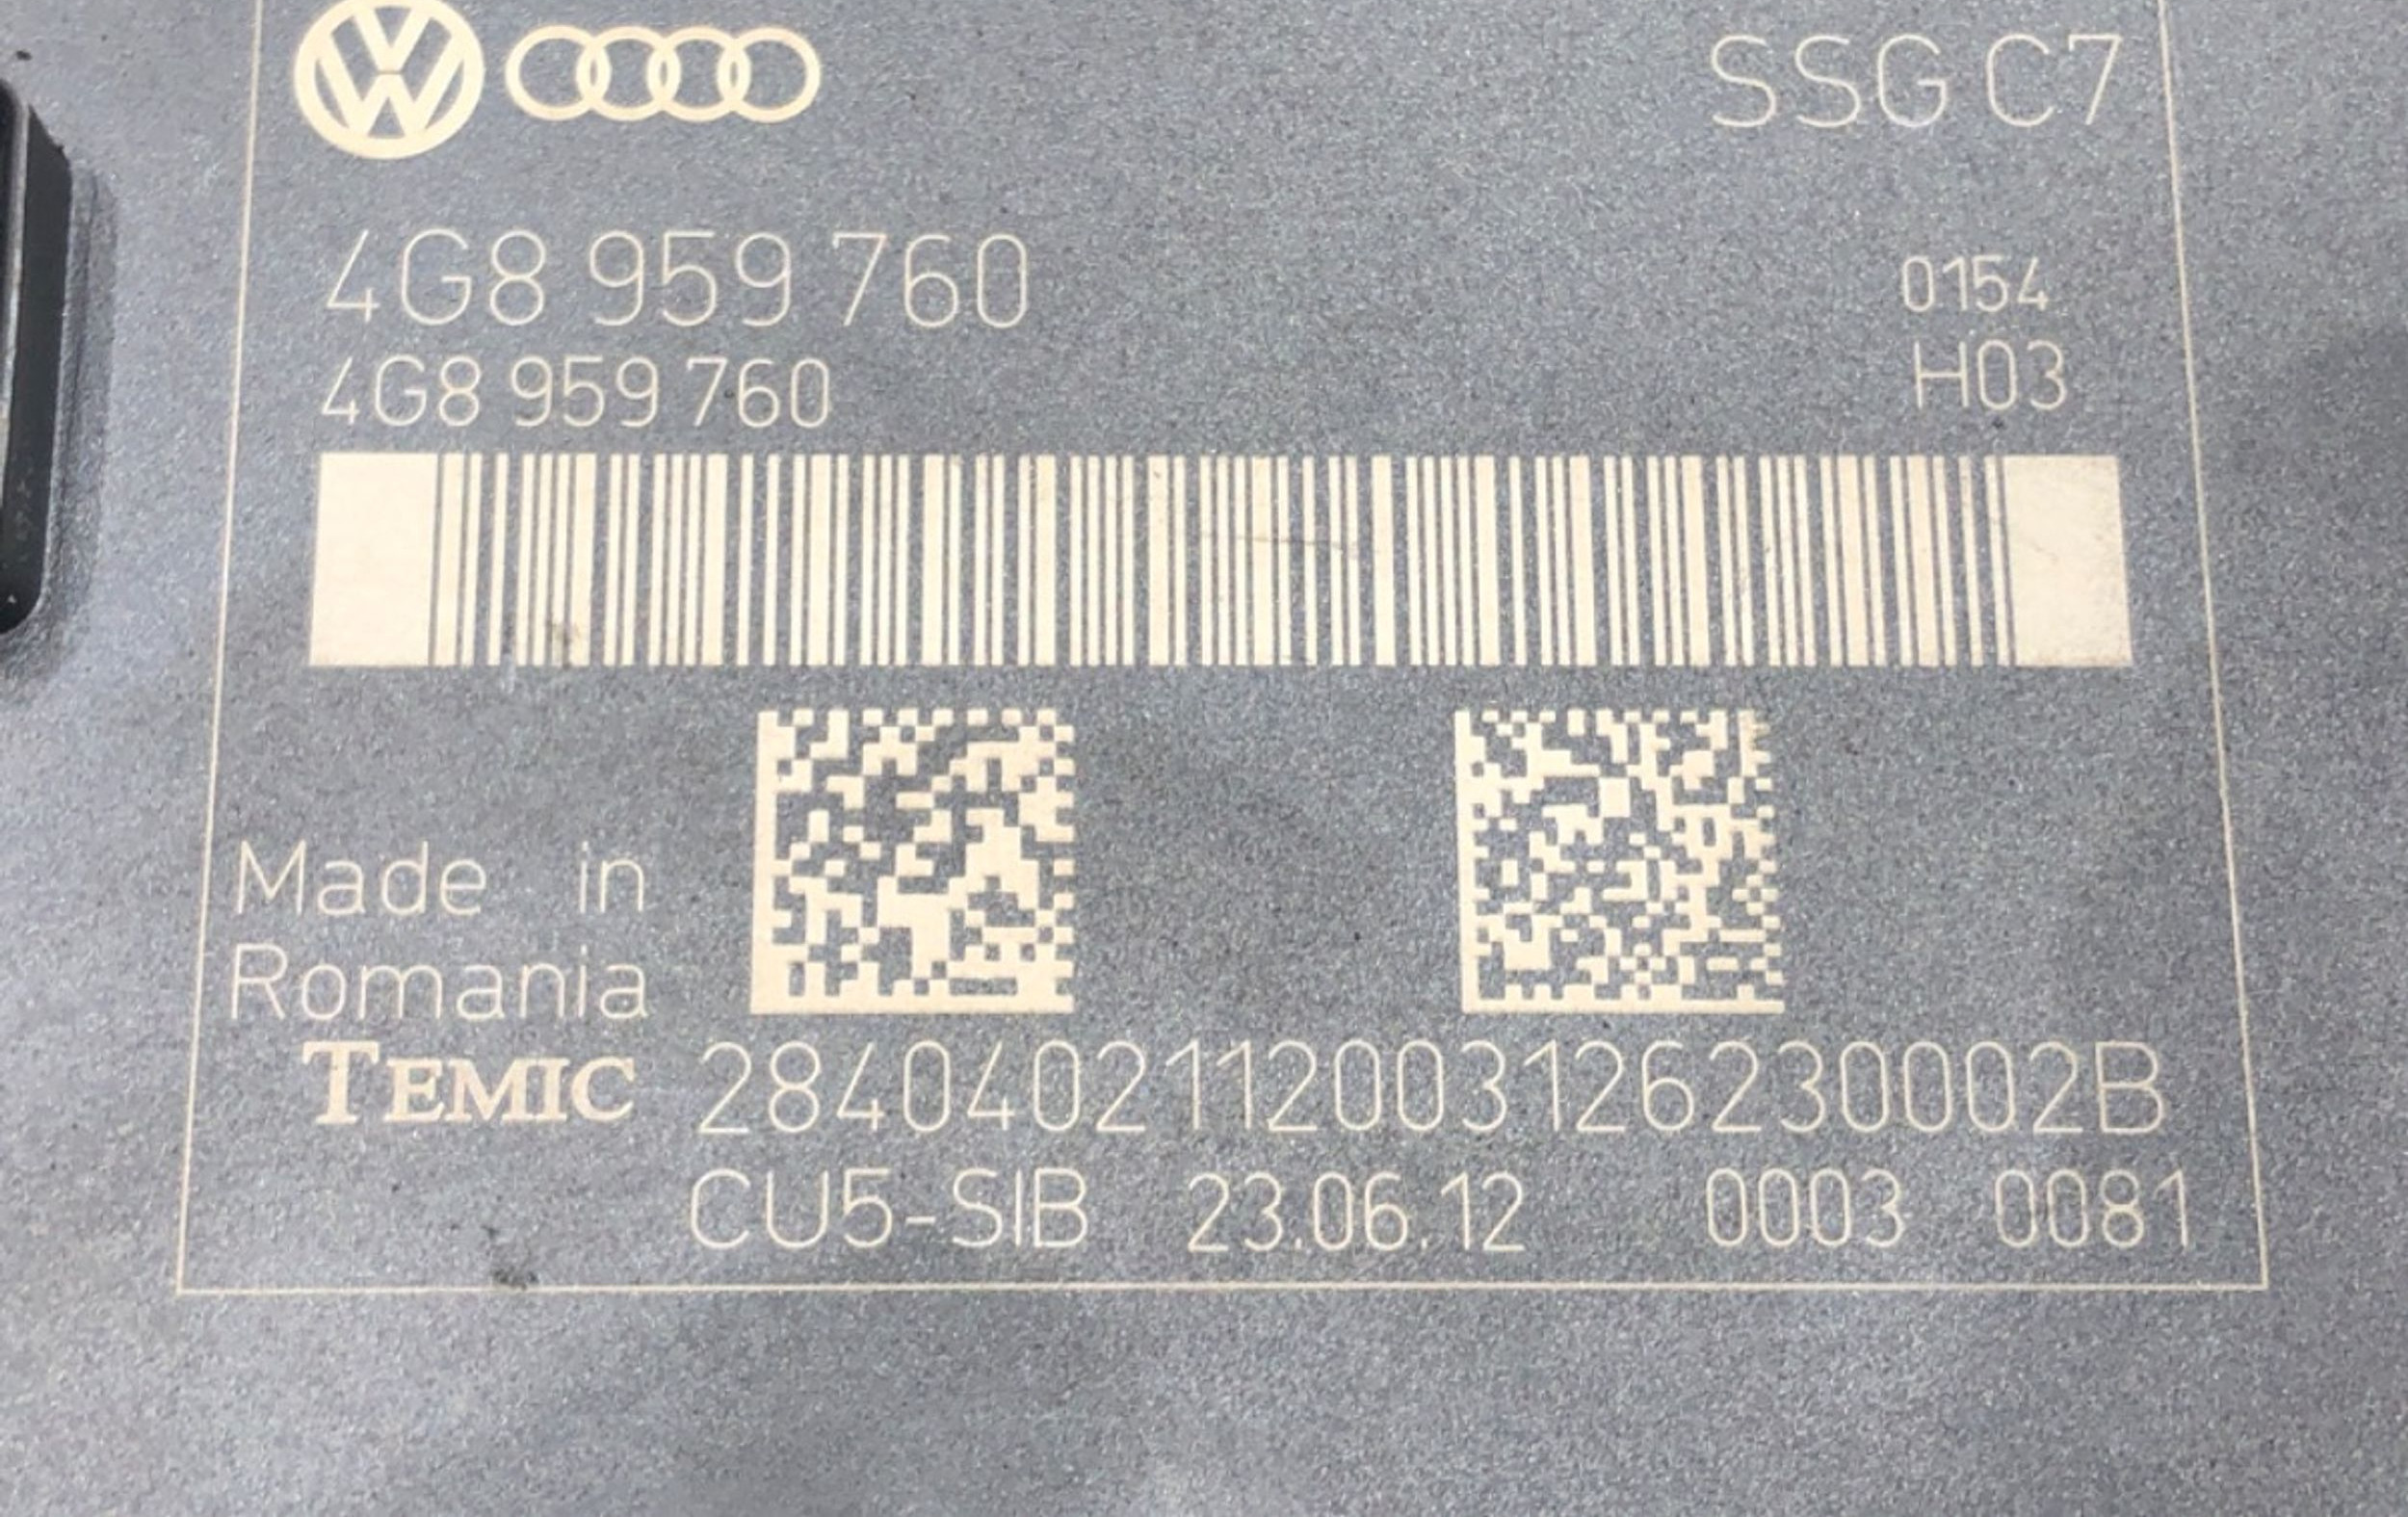 SSG C7
4G8 959 760 0154
4G8 959 760 H03
Made in
Romania
TEMIC 2840402112003126230002B
CU5-SIB 23.06.12 0003 0081